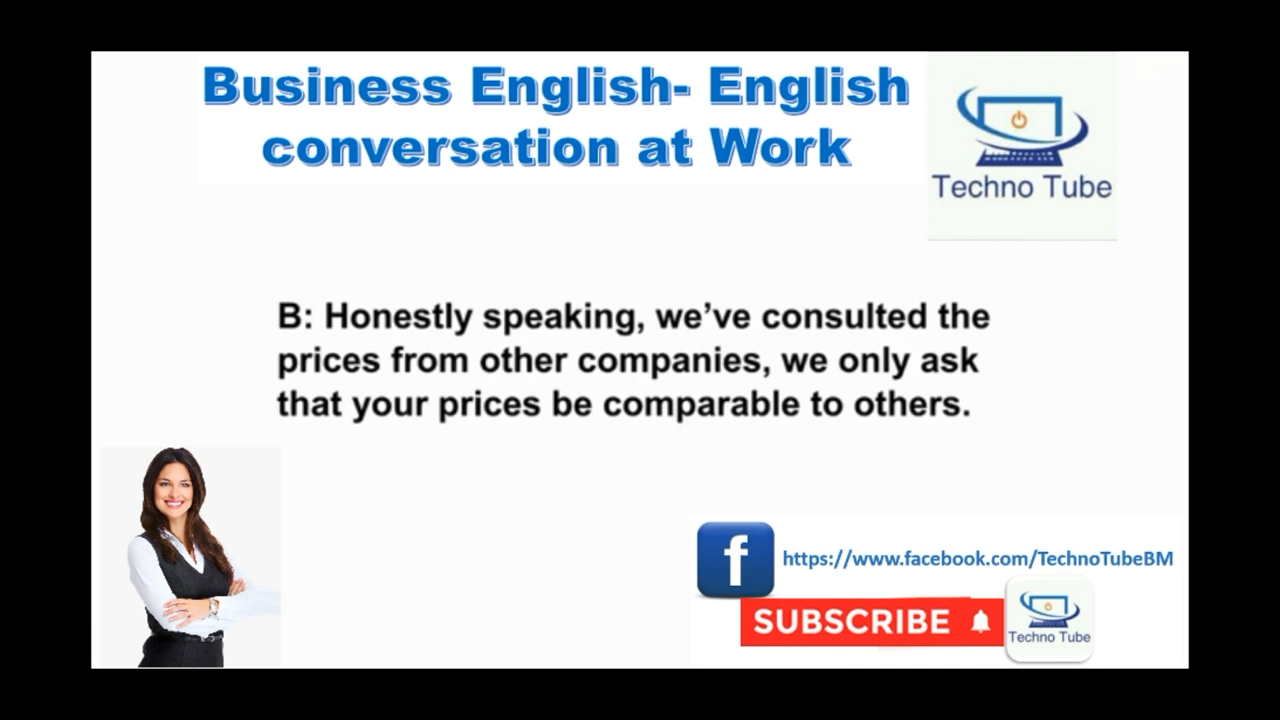 Business English- English
conversation at Work
Techno Tube
B: Honestly speaking, we’ve consulted the
prices from other companies, we only ask
that your prices be comparable to others.
f
https://www.facebook.com/TechnoTubeBM
SUBSCRIBE
Techno Tube